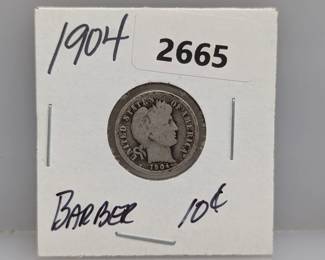 1904
2665
UNITED STATES OF AMERICA
1904
BARBER 10¢